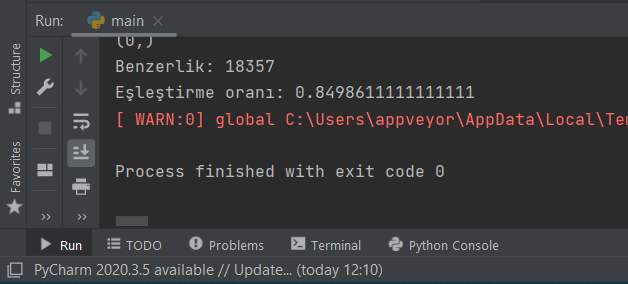 Run: main
(0,)
Benzerlik: 18357
Eşleştirme oranı: 0.8498611111111111
[ WARN:0] global C:\Users\appveyor\AppData\Local\Te
Process finished with exit code 0
Structure
Favorites
Run TODO Problems Terminal Python Console
PyCharm 2020.3.5 available // Update... (today 12:10)